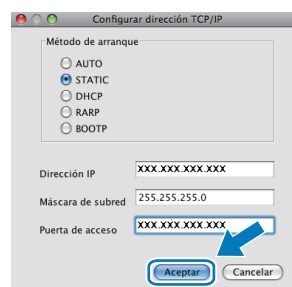 Configurar dirección TCP/IP
Método de arranque
AUTO
STATIC
DHCP
RARP
BOOTP
Dirección IP XXX.XXX.XXX.XXX
Máscara de subred 255.255.255.0
Puerta de acceso XXX.XXX.XXX.XXX
Aceptar Cancelar